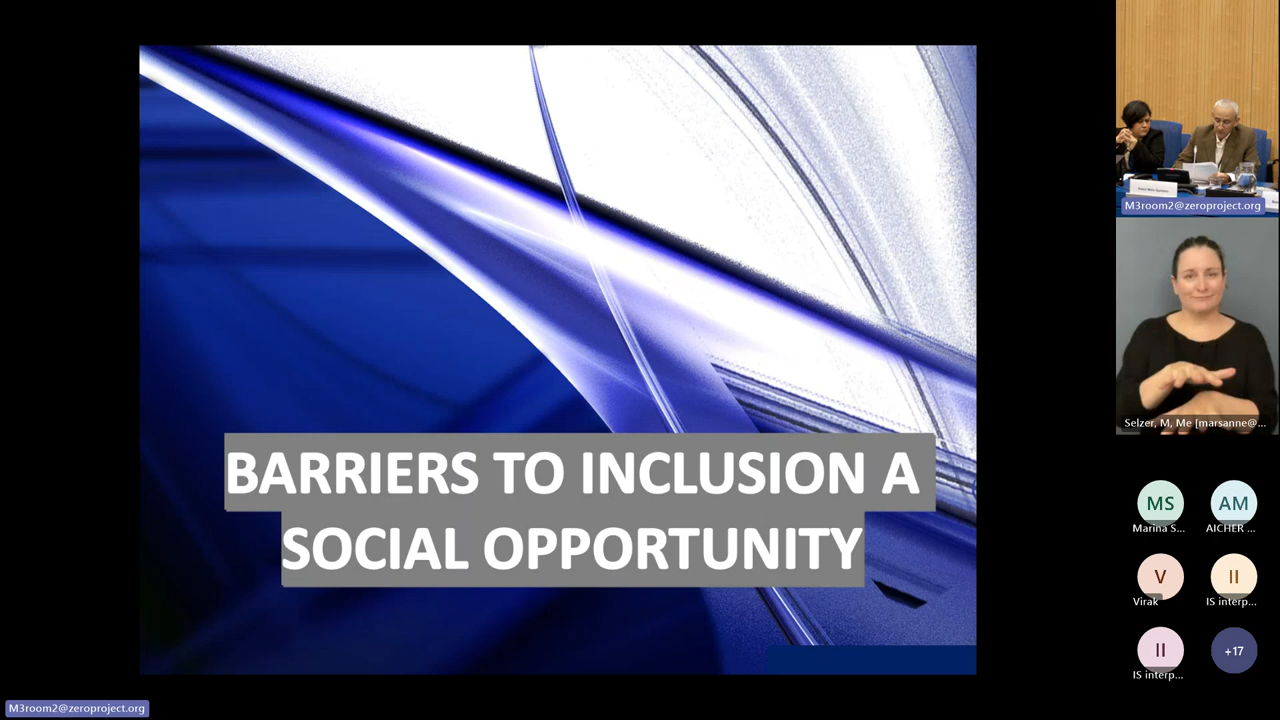 BARRIERS TO INCLUSION A
SOCIAL OPPORTUNITY
M3room2@zeroproject.org
Selzer, M, Me [marsanne@...
MS
Marina S...
AM
AICHER ...
V
Virak
II
IS interp...
II
IS interp...
+17
M3room2@zeroproject.org